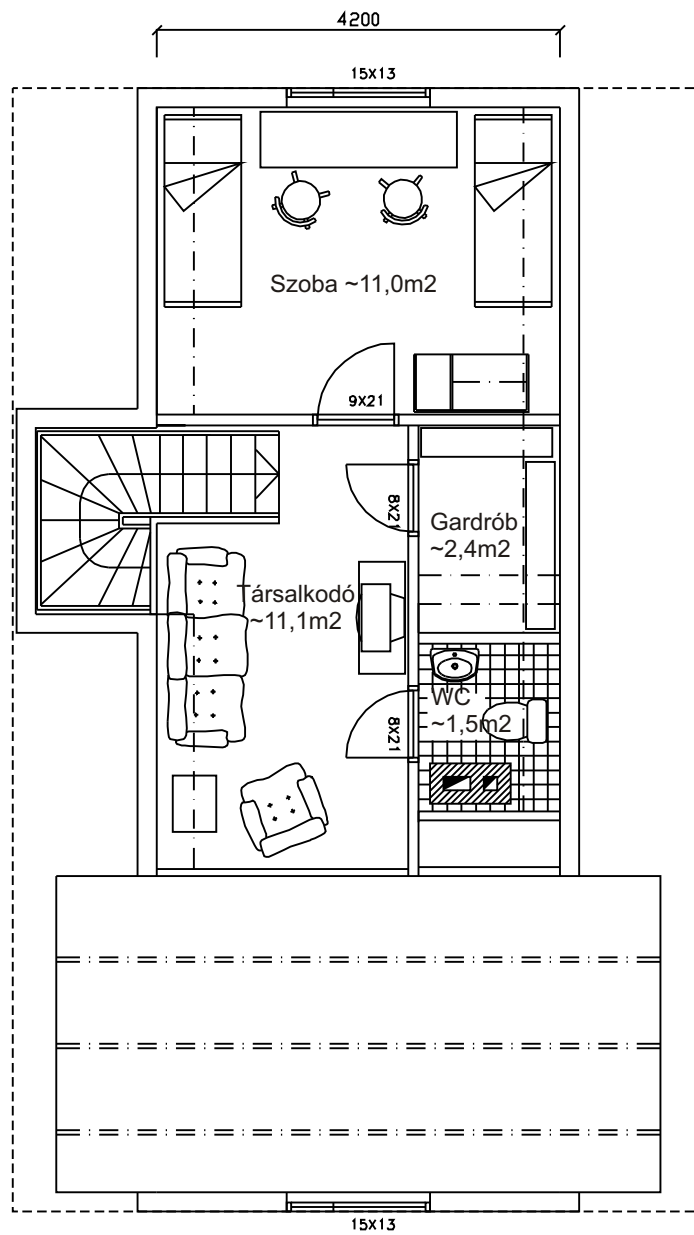 4200
15X13
Szoba ~11,0m2
9X21
8X21
Gardrób
~2,4m2
Társalkodó
~11,1m2
WC
~1,5m2
8X21
15X13